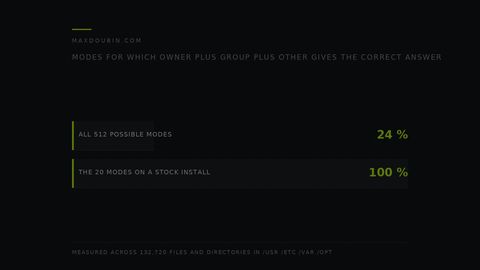 MAXDOURIN.COM
MODES FOR WHICH OWNER PLUS GROUP PLUS OTHER GIVES THE CORRECT ANSWER
ALL 512 POSSIBLE MODES
24 %
THE 20 MODES ON A STOCK INSTALL
100 %
MEASURED ACROSS 132,720 FILES AND DIRECTORIES IN /USR /ETC /VAR /OPT